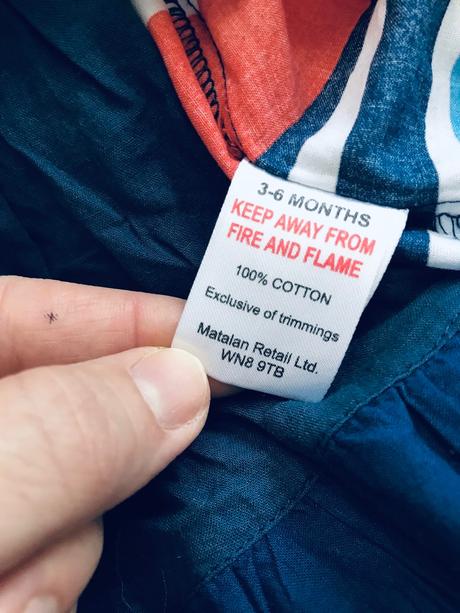 3-6 MONTHS
KEEP AWAY FROM
FIRE AND FLAME
100% COTTON
Exclusive of trimmings
Matalan Retail Ltd.
WN8 9TB